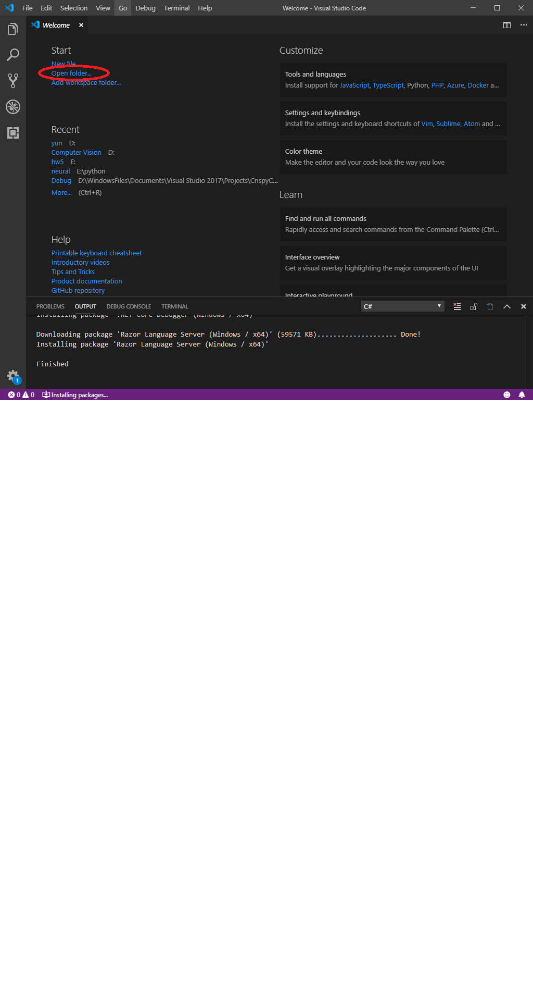 File Edit Selection View Go Debug Terminal Help
Welcome - Visual Studio Code
Welcome
Start
New file
Open folder...
Add workspace folder...
Recent
yun D:
Computer Vision D:
hw5 E:
neural E:\python
Debug D:\WindowsFiles\Documents\Visual Studio 2017\Projects\CrispyC...
More... (Ctrl+R)
Help
Printable keyboard cheatsheet
Introductory videos
Tips and Tricks
Product documentation
GitHub repository
Customize
Tools and languages
Install support for JavaScript, TypeScript, Python, PHP, Azure, Docker a...
Settings and keybindings
Install the settings and keyboard shortcuts of Vim, Sublime, Atom and ...
Color theme
Make the editor and your code look the way you love
Learn
Find and run all commands
Rapidly access and search commands from the Command Palette (Ctrl...
Interface overview
Get a visual overlay highlighting the major components of the UI
Interactive playground
PROBLEMS OUTPUT DEBUG CONSOLE TERMINAL
C#
Installing package '.NET Core Debugger (Windows / x64)'
Downloading package 'Razor Language Server (Windows / x64)' (59571 KB).................... Done!
Installing package 'Razor Language Server (Windows / x64)'
Finished
1
0 0 Installing packages...